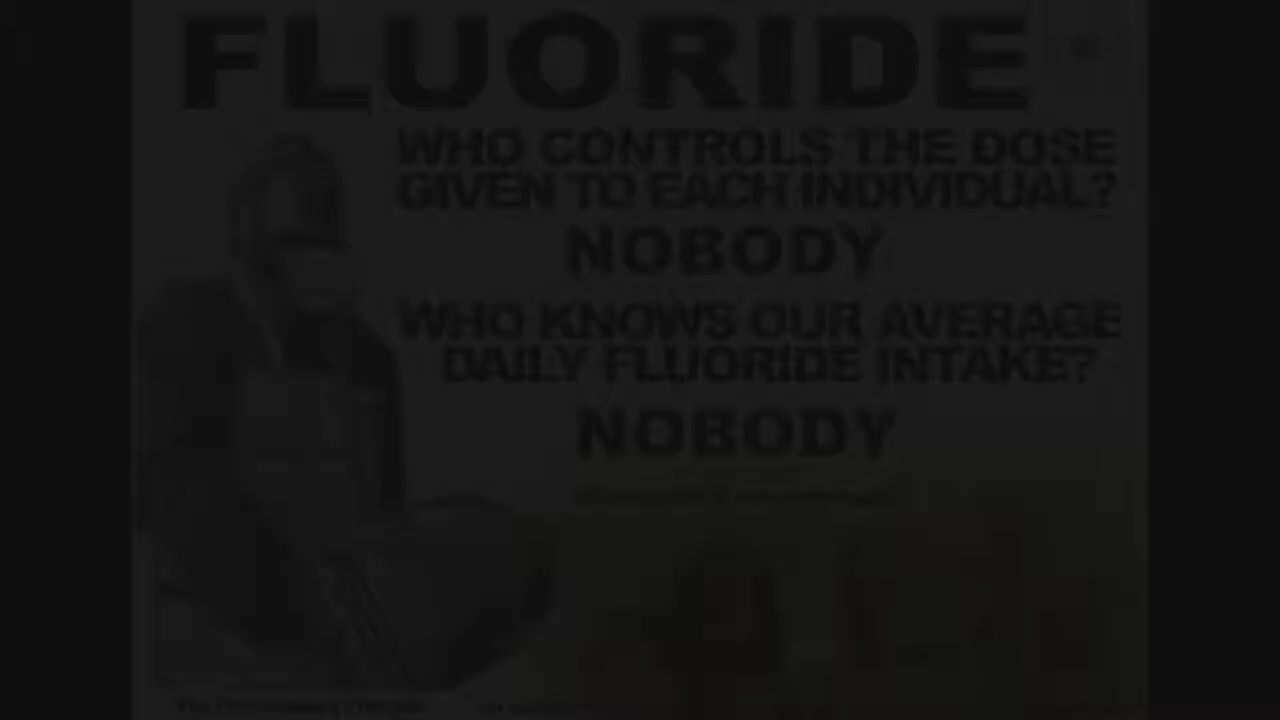 FLUORIDE
WHO CONTROLS THE DOSE
GIVEN TO EACH INDIVIDUAL?
NOBODY
WHO KNOWS OUR AVERAGE
DAILY FLUORIDE INTAKE?
NOBODY